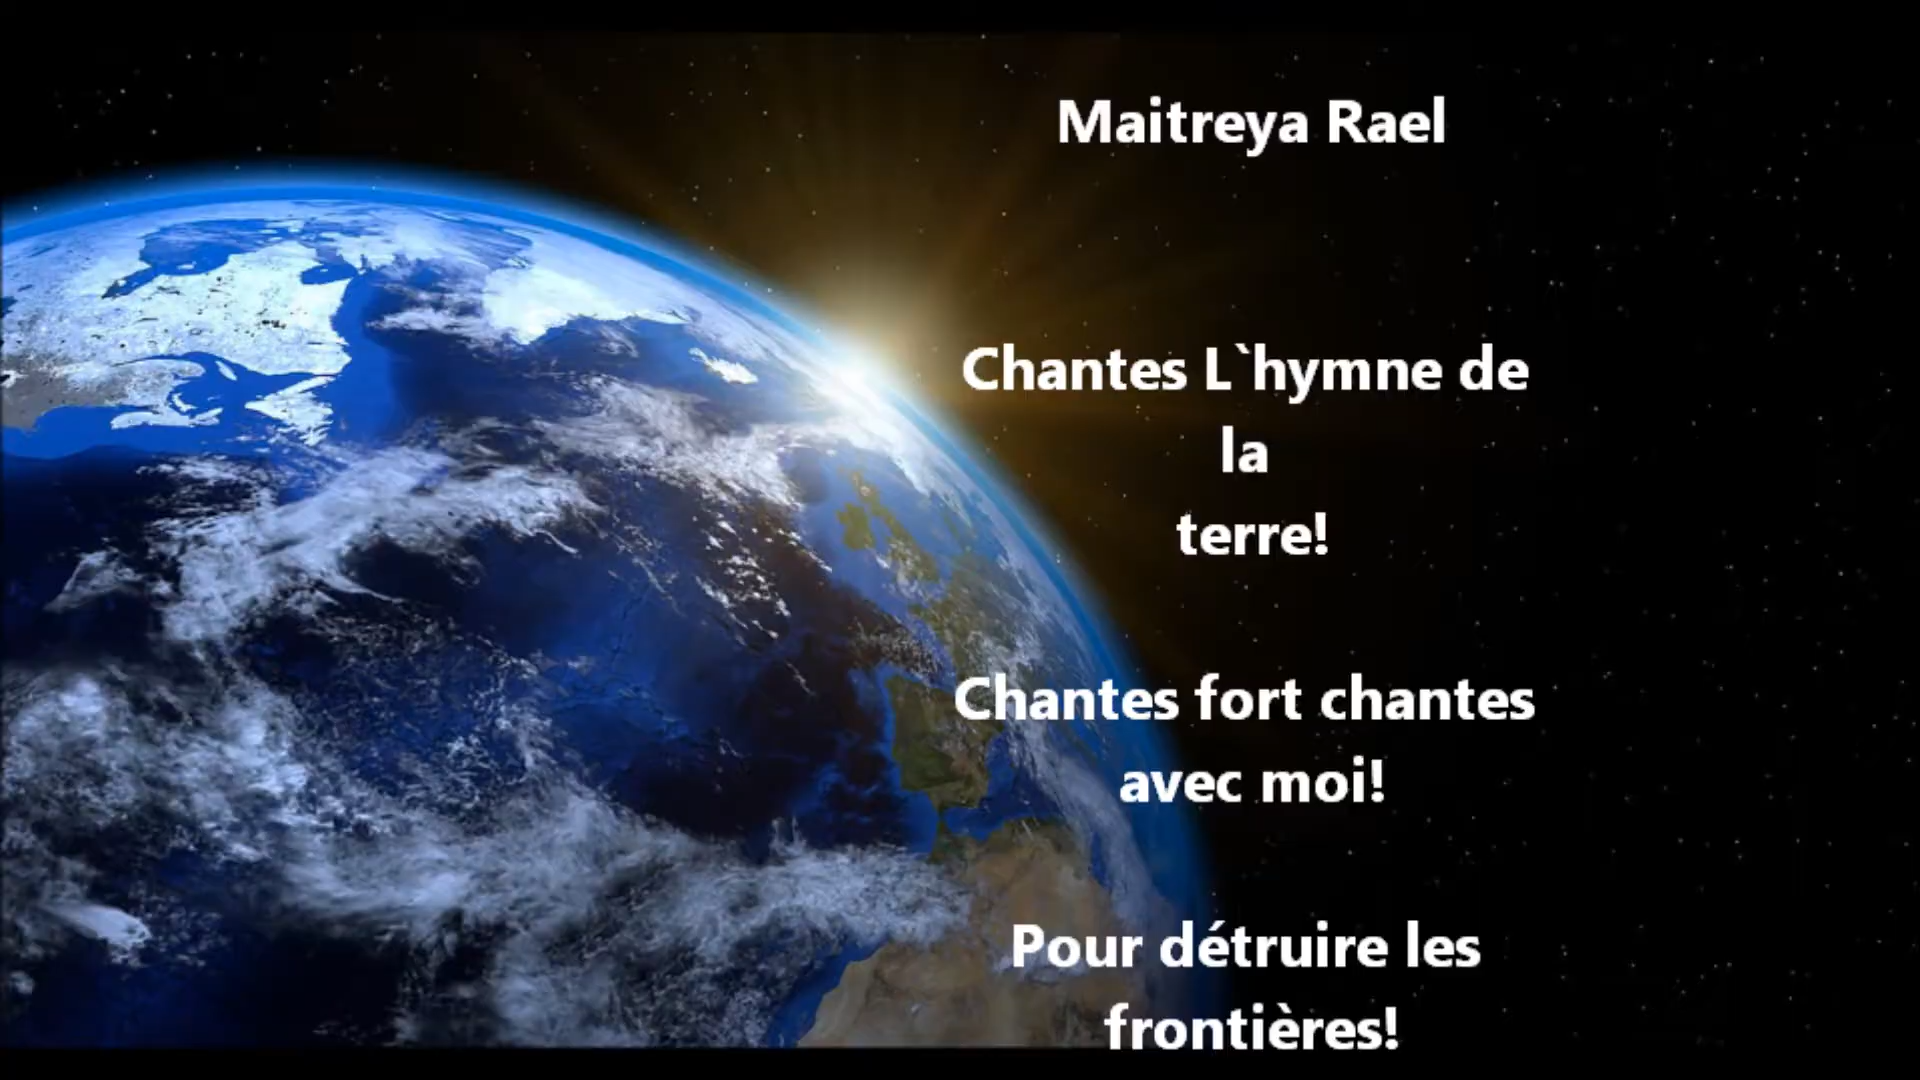 Maitreya Rael
Chantes L`hymne de
la
terre!
Chantes fort chantes
avec moi!
Pour détruire les
frontières!